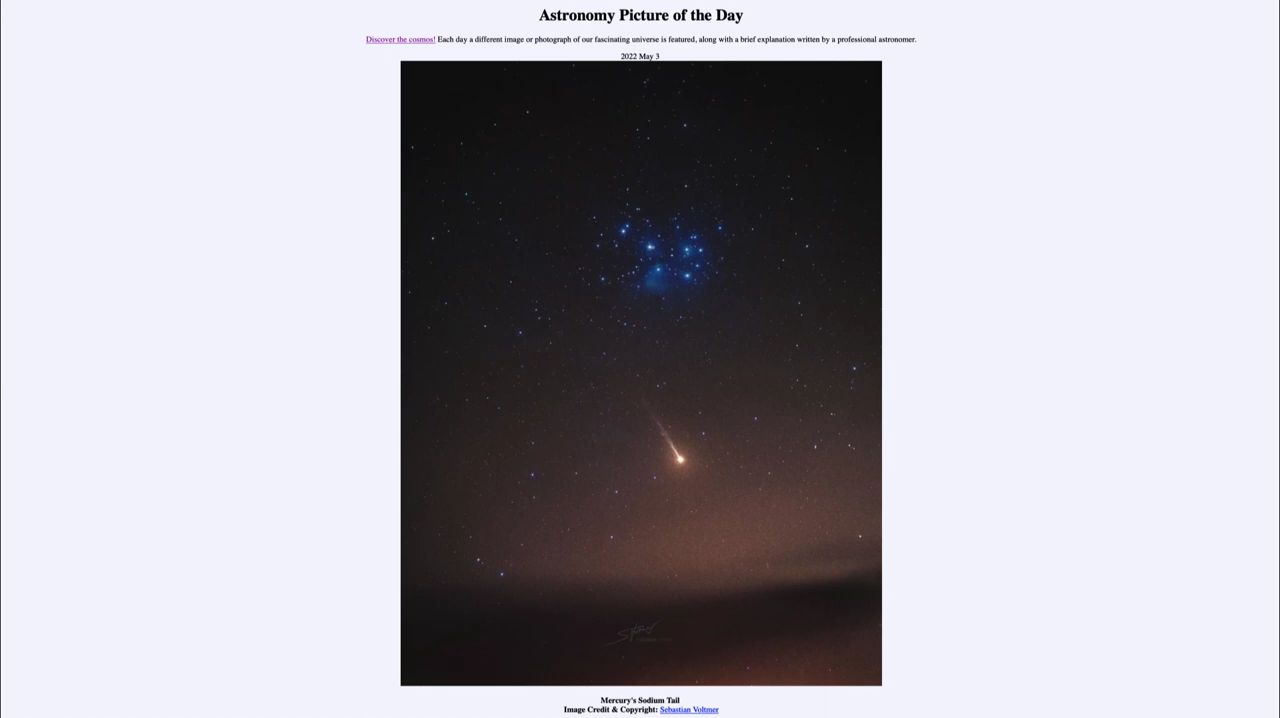 Astronomy Picture of the Day
Discover the cosmos! Each day a different image or photograph of our fascinating universe is featured, along with a brief explanation written by a professional astronomer.
2022 May 3
Mercury's Sodium Tail
Image Credit & Copyright: Sebastian Voltmer